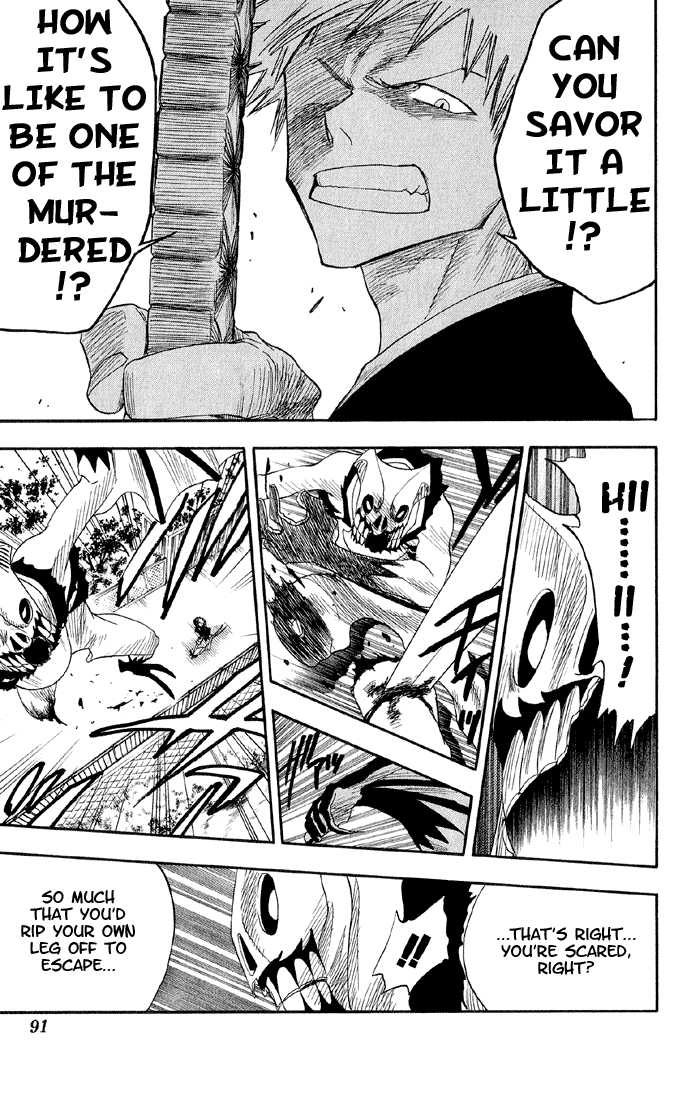 CAN
YOU
SAVOR
IT A
LITTLE
!?
HOW
IT'S
LIKE TO
BE ONE
OF THE
MUR-
DERED
!?
HII
.......
II
....!
...THAT'S RIGHT...
YOU'RE SCARED,
RIGHT?
!!
SO MUCH
THAT YOU'D
RIP YOUR OWN
LEG OFF TO
ESCAPE...
91